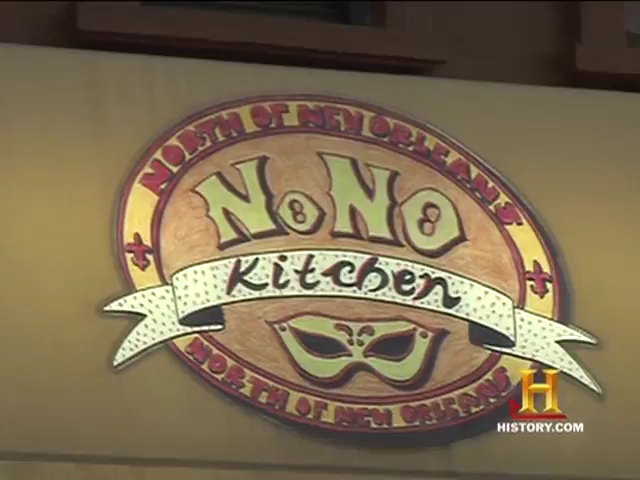 NORTH OF NEW ORLEANS
NoNo
Kitchen
NORTH OF NEW ORLEANS
H
HISTORY.COM